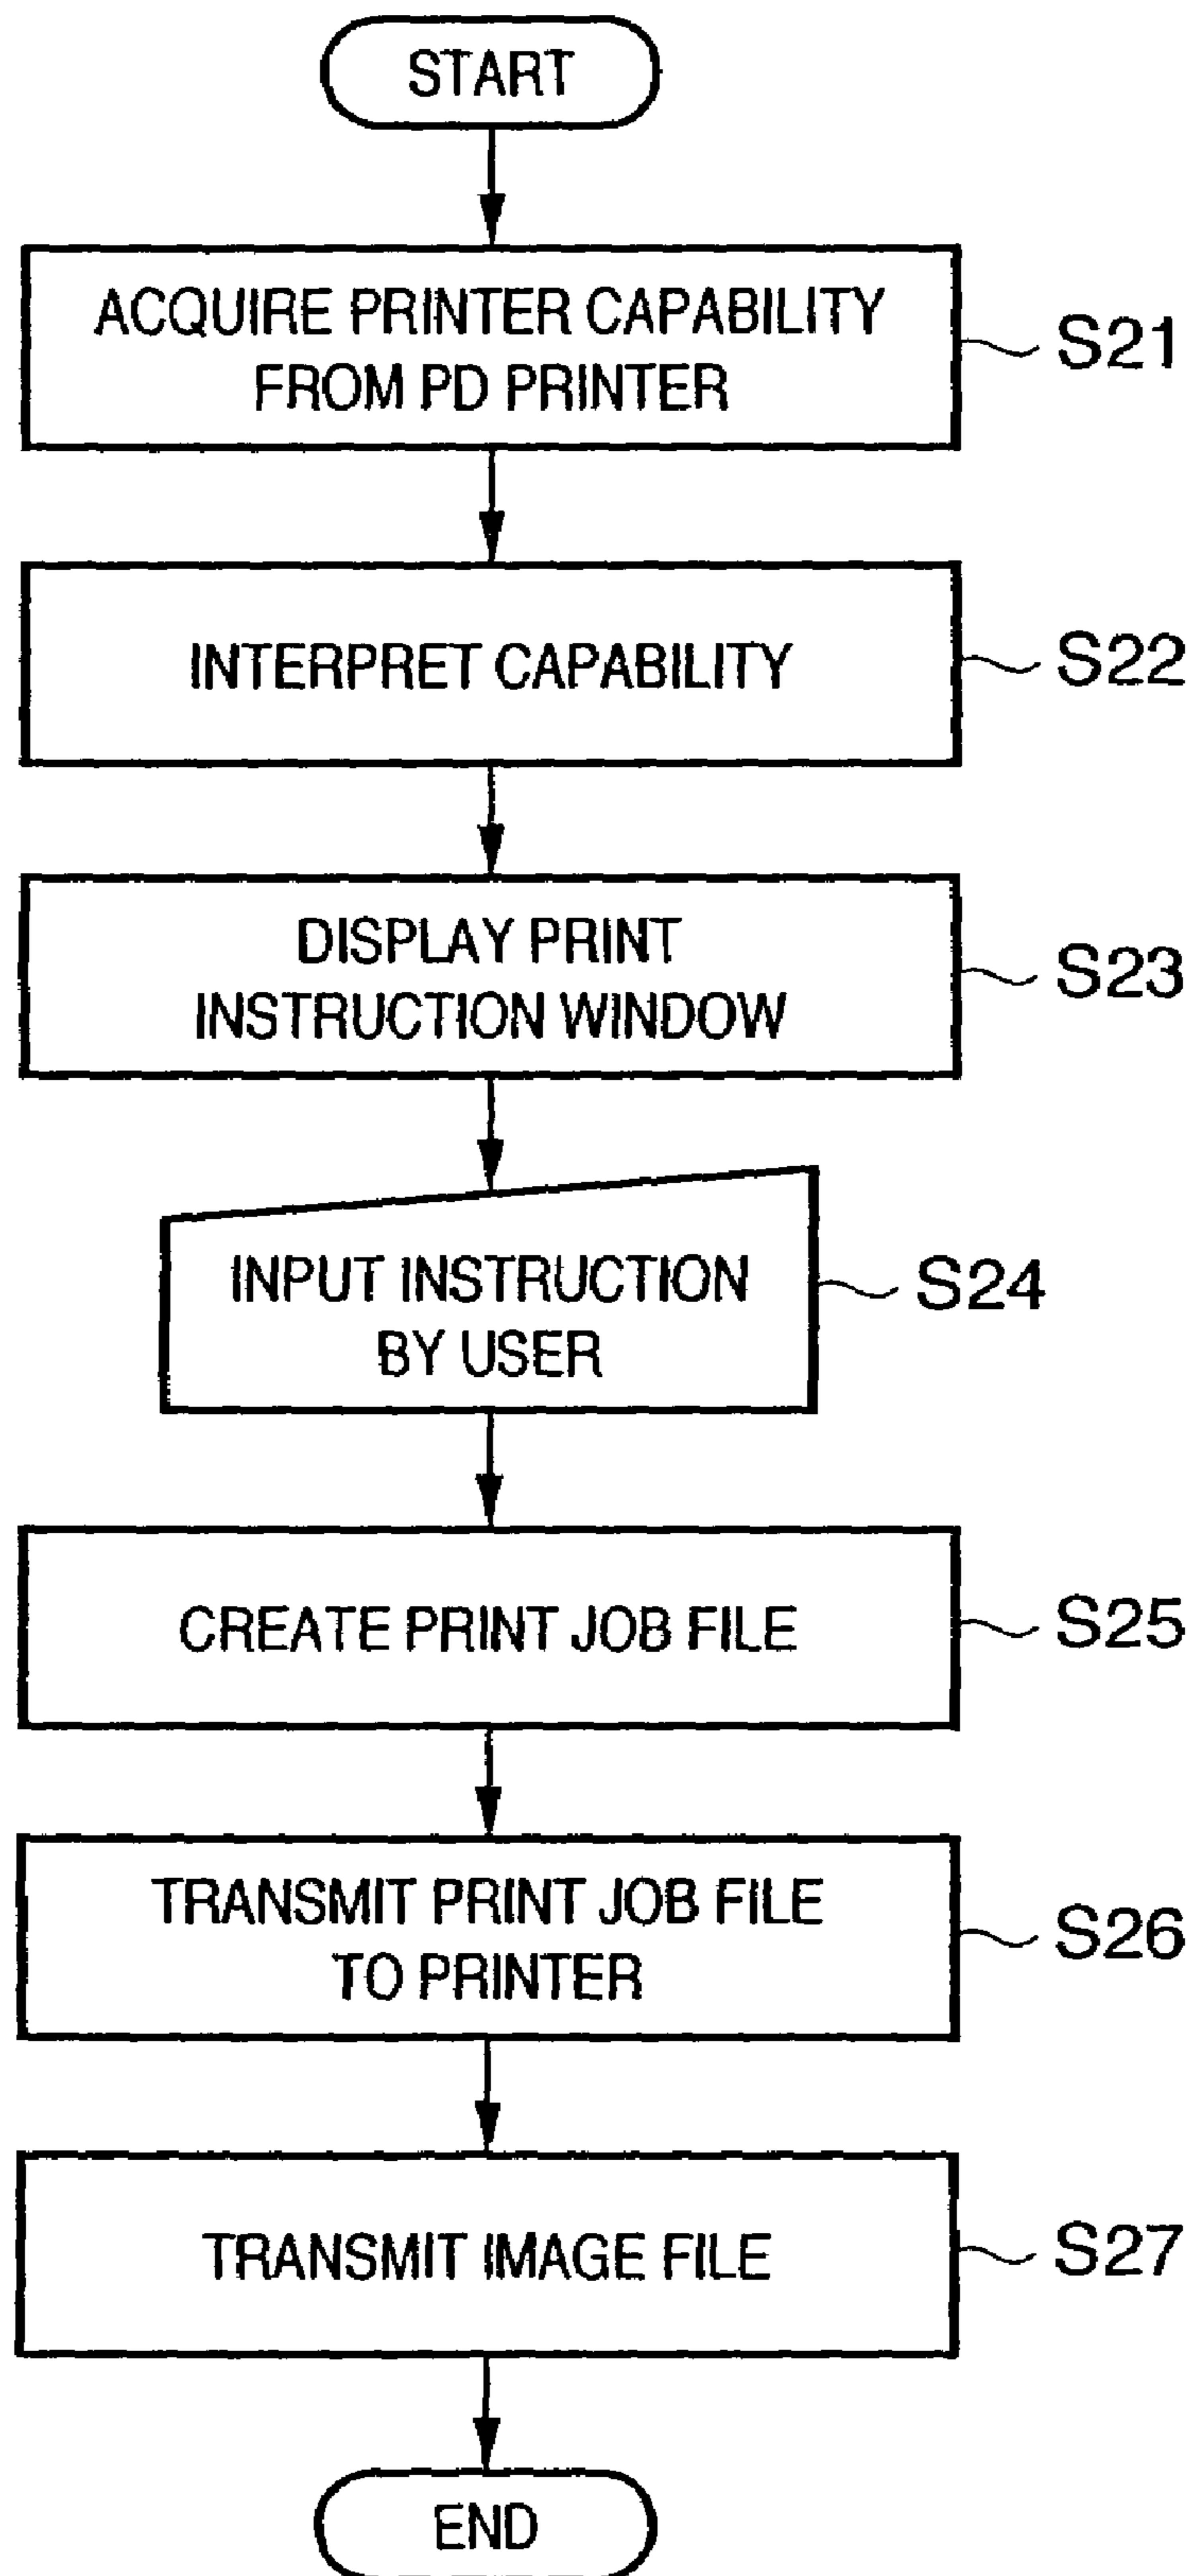 START
ACQUIRE PRINTER CAPABILITY
FROM PD PRINTER
S21
INTERPRET CAPABILITY
S22
DISPLAY PRINT
INSTRUCTION WINDOW
S23
INPUT INSTRUCTION
BY USER
S24
CREATE PRINT JOB FILE
S25
TRANSMIT PRINT JOB FILE
TO PRINTER
S26
TRANSMIT IMAGE FILE
S27
END